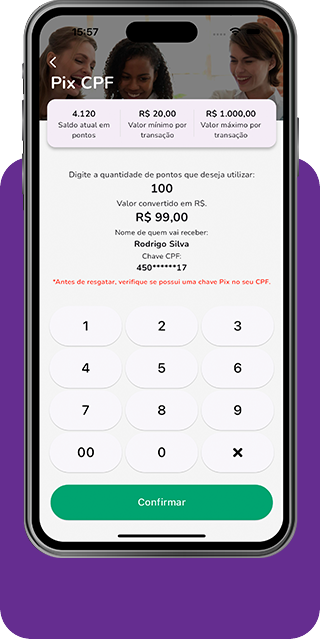 15:57
Pix CPF
4.120 R$ 20,00 R$ 1.000,00
Saldo atual em Valor mínimo por Valor máximo por
pontos transação transação
Digite a quantidade de pontos que deseja utilizar:
100
Valor convertido em R$.
R$ 99,00
Nome de quem vai receber:
Rodrigo Silva
Chave CPF:
450******17
*Antes de resgatar, verifique se possui uma chave Pix no seu CPF.
1 2 3
4 5 6
7 8 9
00 0 ×
Confirmar